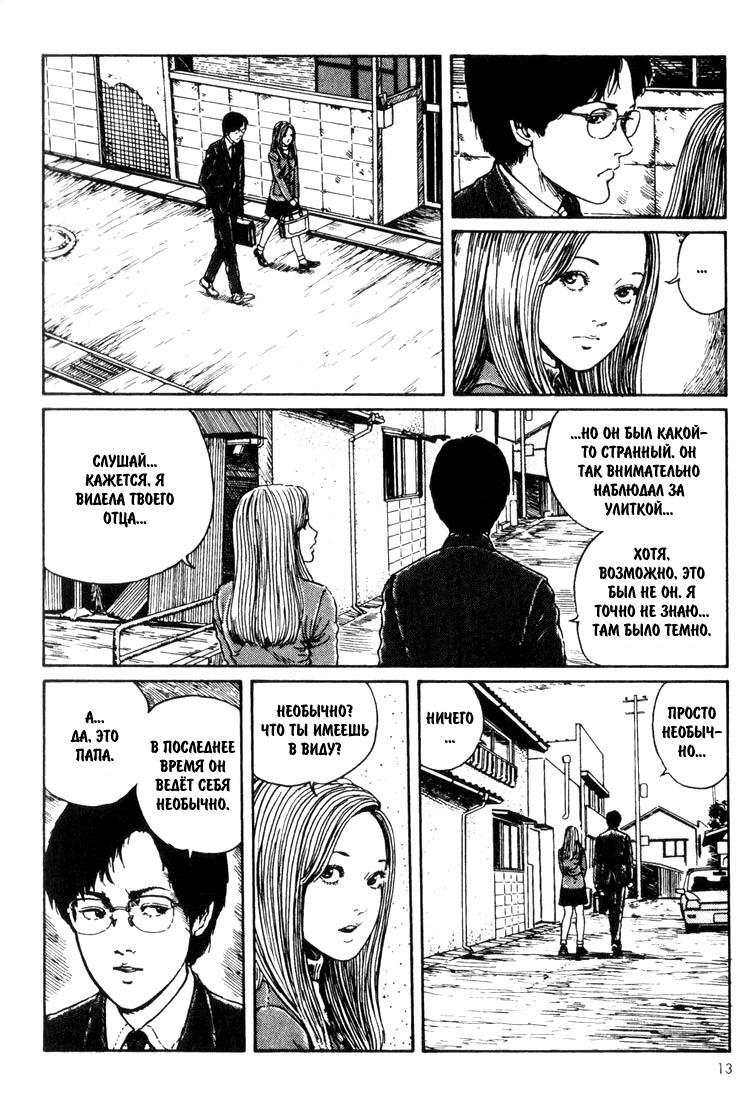 ...
СЛУШАЙ...
КАЖЕТСЯ, Я
ВИДЕЛА ТВОЕГО
ОТЦА...
...НО ОН БЫЛ КАКОЙ-
ТО СТРАННЫЙ. ОН
ТАК ВНИМАТЕЛЬНО
НАБЛЮДАЛ ЗА
УЛИТКОЙ...
ХОТЯ,
ВОЗМОЖНО, ЭТО
БЫЛ НЕ ОН. Я
ТОЧНО НЕ ЗНАЮ...
ТАМ БЫЛО ТЕМНО.
А...
ДА, ЭТО
ПАПА.
В ПОСЛЕДНЕЕ
ВРЕМЯ ОН
ВЕДЁТ СЕБЯ
НЕОБЫЧНО.
НЕОБЫЧНО?
ЧТО ТЫ ИМЕЕШЬ
В ВИДУ?
НИЧЕГО
...
ПРОСТО
НЕОБЫЧ-
НО...
13